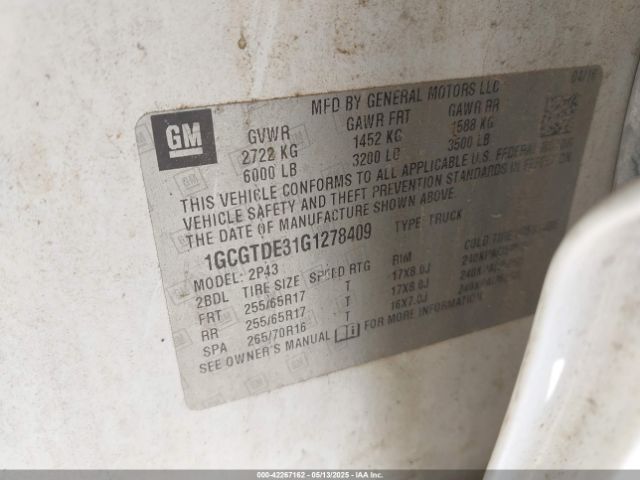 04/16
MFD BY GENERAL MOTORS LLC
GM
GVWR GAWR FRT GAWR RR
2722 KG 1452 KG 1588 KG
6000 LB 3200 LB 3500 LB
THIS VEHICLE CONFORMS TO ALL APPLICABLE U.S. FEDERAL
VEHICLE SAFETY AND THEFT PREVENTION STANDARDS IN EFFECT ON
THE DATE OF MANUFACTURE SHOWN ABOVE.
1GCGTDE31G1278409 TYPE: TRUCK
MODEL: 2P43
2BDL TIRE SIZE SPEED RTG RIM COLD TIRE
FRT 255/65R17 T 17X8.0J
RR 255/65R17 T 17X8.0J
SPA 265/70R16 T 16X7.0J
SEE OWNER'S MANUAL FOR MORE INFORMATION
000-42267162 - 05/13/2025 - IAAI.COM